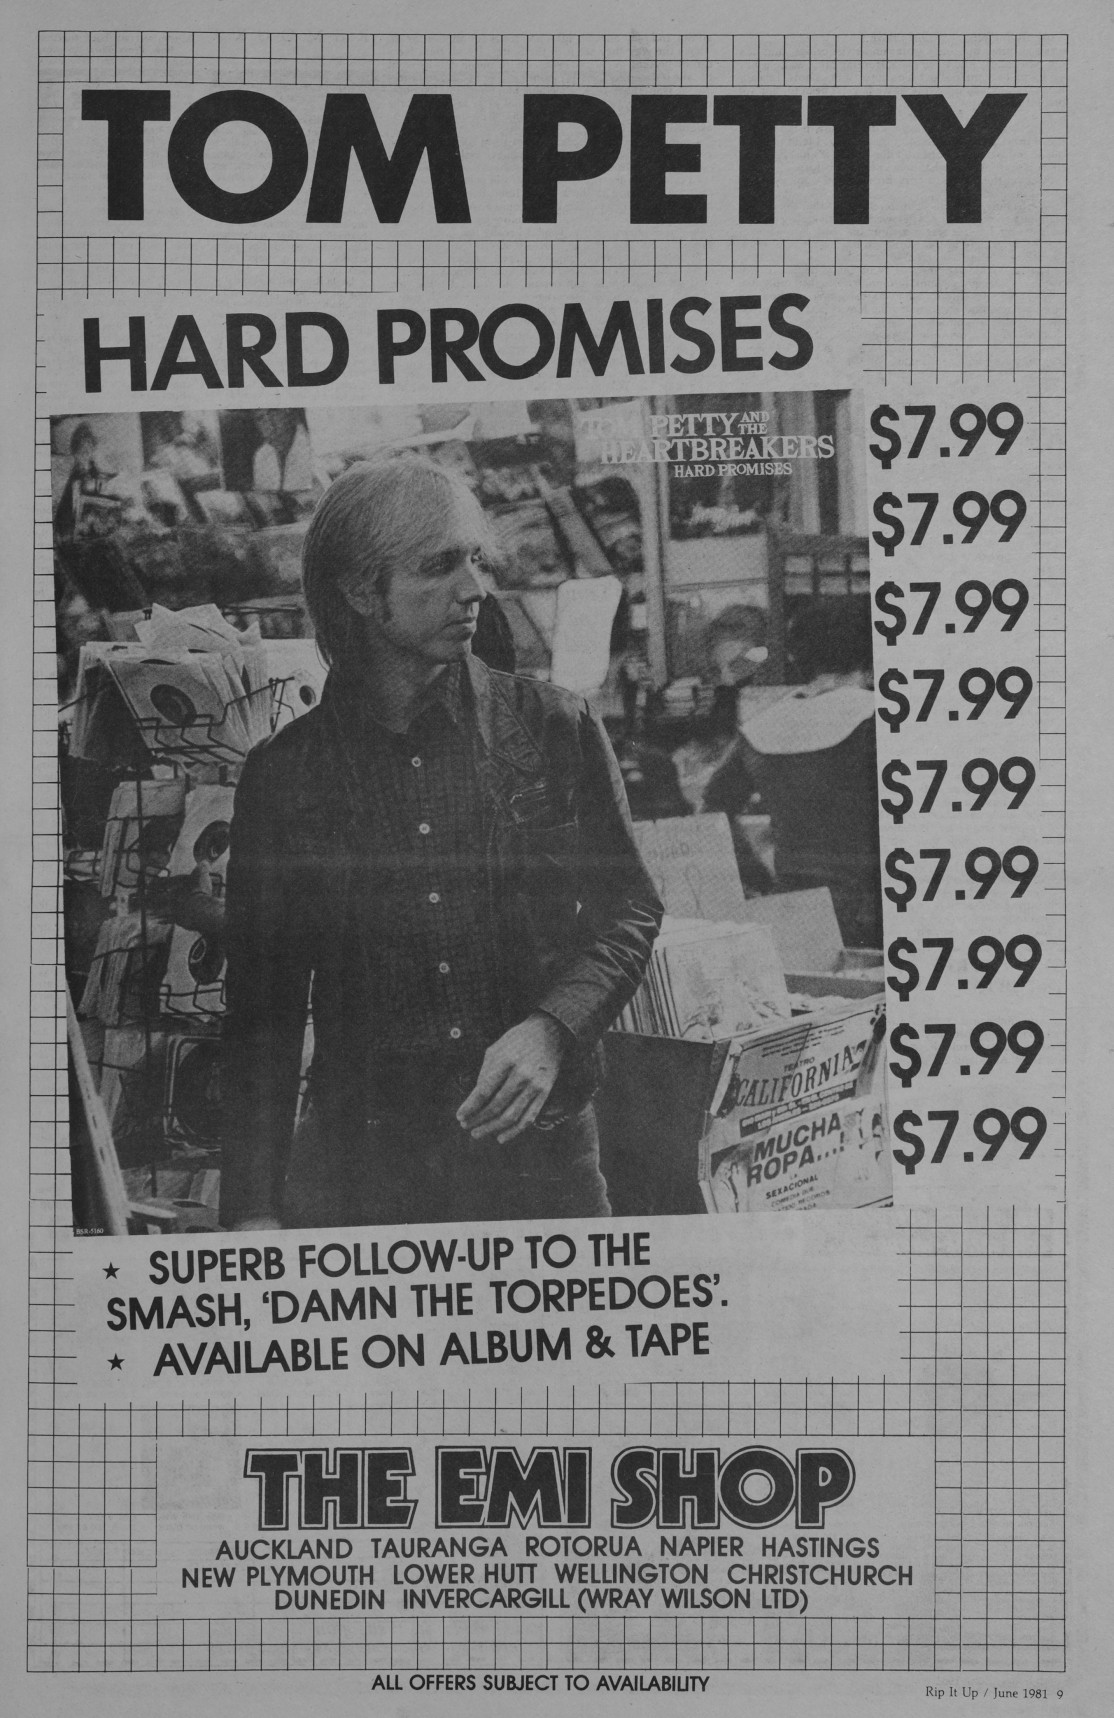 TOM PETTY
HARD PROMISES
TOM PETTY AND THE
HEARTBREAKERS
HARD PROMISES
$7.99
$7.99
$7.99
$7.99
$7.99
$7.99
$7.99
$7.99
$7.99
TEATRO
CALIFORNIA
MUCHA
ROPA...!
SEXACIONAL
BSR-5160
★ SUPERB FOLLOW-UP TO THE
SMASH, ‘DAMN THE TORPEDOES’.
★ AVAILABLE ON ALBUM & TAPE
THE EMI SHOP
AUCKLAND TAURANGA ROTORUA NAPIER HASTINGS
NEW PLYMOUTH LOWER HUTT WELLINGTON CHRISTCHURCH
DUNEDIN INVERCARGILL (WRAY WILSON LTD)
ALL OFFERS SUBJECT TO AVAILABILITY
Rip It Up / June 1981 9